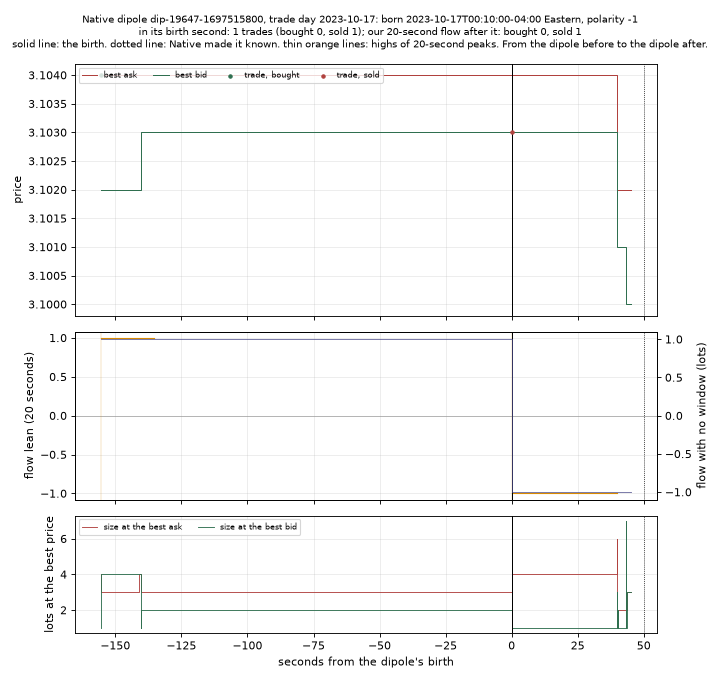 Native dipole dip-19647-1697515800, trade day 2023-10-17: born 2023-10-17T00:10:00-04:00 Eastern, polarity -1
in its birth second: 1 trades (bought 0, sold 1); our 20-second flow after it: bought 0, sold 1
solid line: the birth. dotted line: Native made it known. thin orange lines: highs of 20-second peaks. From the dipole before to the dipole after.
best ask best bid trade, bought trade, sold
3.1040
3.1035
3.1030
3.1025
3.1020
3.1015
3.1010
3.1005
3.1000
price
1.0
0.5
0.0
−0.5
−1.0
flow lean (20 seconds)
1.0
0.5
0.0
−0.5
−1.0
flow with no window (lots)
size at the best ask size at the best bid
6
4
2
lots at the best price
−150 −125 −100 −75 −50 −25 0 25 50
seconds from the dipole's birth